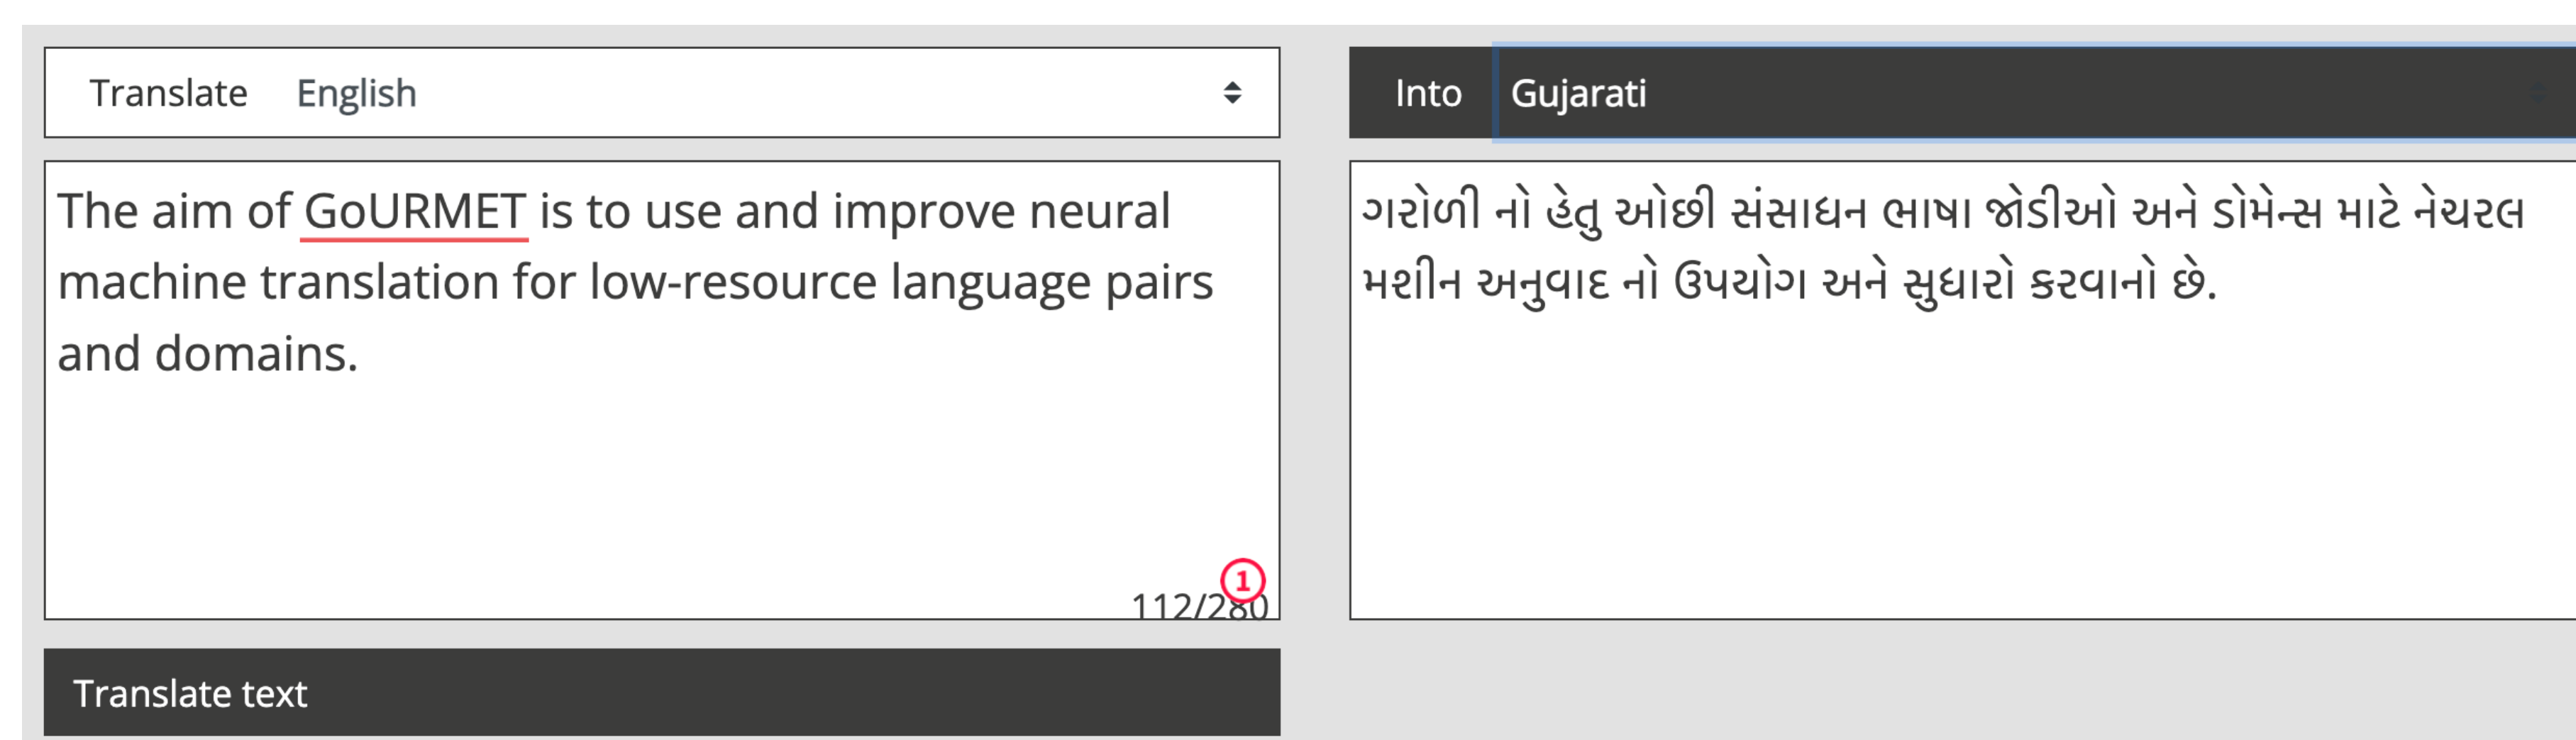 Translate English
Into Gujarati
The aim of GoURMET is to use and improve neural
machine translation for low-resource language pairs
and domains.
1
112/280
ગરોળી નો હેતુ ઓછી સંસાધન ભાષા જોડીઓ અને ડોમેન્સ માટે નેચરલ
મશીન અનુવાદ નો ઉપયોગ અને સુધારો કરવાનો છે.
Translate text